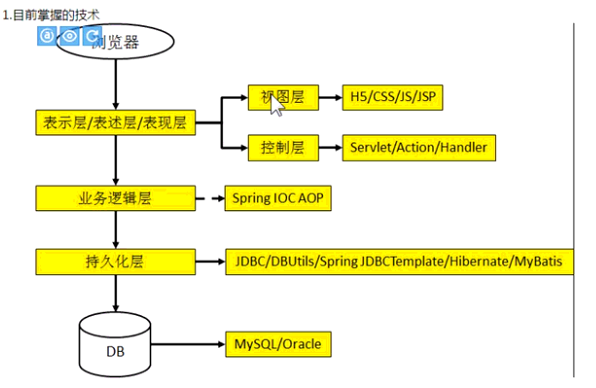 1.目前掌握的技术
浏览器
视图层
H5/CSS/JS/JSP
表示层/表述层/表现层
控制层
Servlet/Action/Handler
业务逻辑层
Spring IOC AOP
持久化层
JDBC/DBUtils/Spring JDBCTemplate/Hibernate/MyBatis
DB
MySQL/Oracle